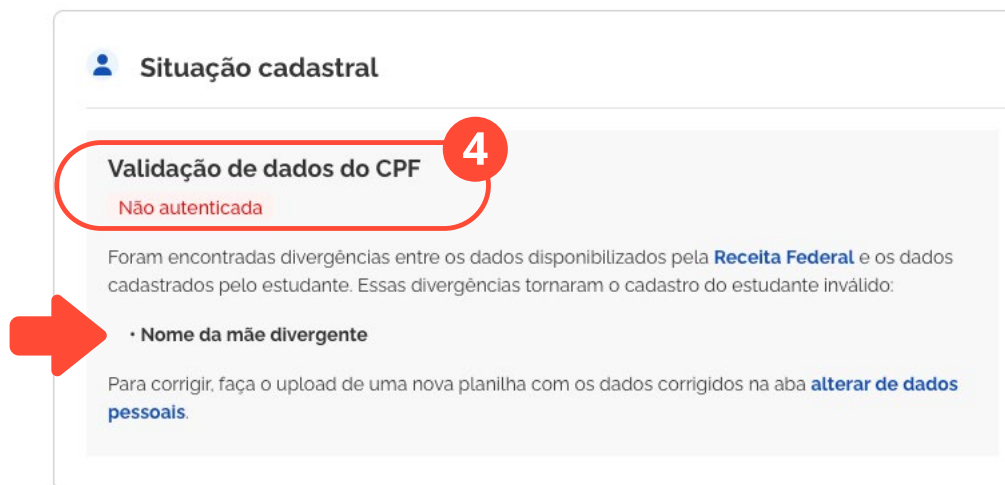 Situação cadastral
4
Validação de dados do CPF
Não autenticada
Foram encontradas divergências entre os dados disponibilizados pela Receita Federal e os dados
cadastrados pelo estudante. Essas divergências tornaram o cadastro do estudante inválido:
• Nome da mãe divergente
Para corrigir, faça o upload de uma nova planilha com os dados corrigidos na aba alterar de dados
pessoais.